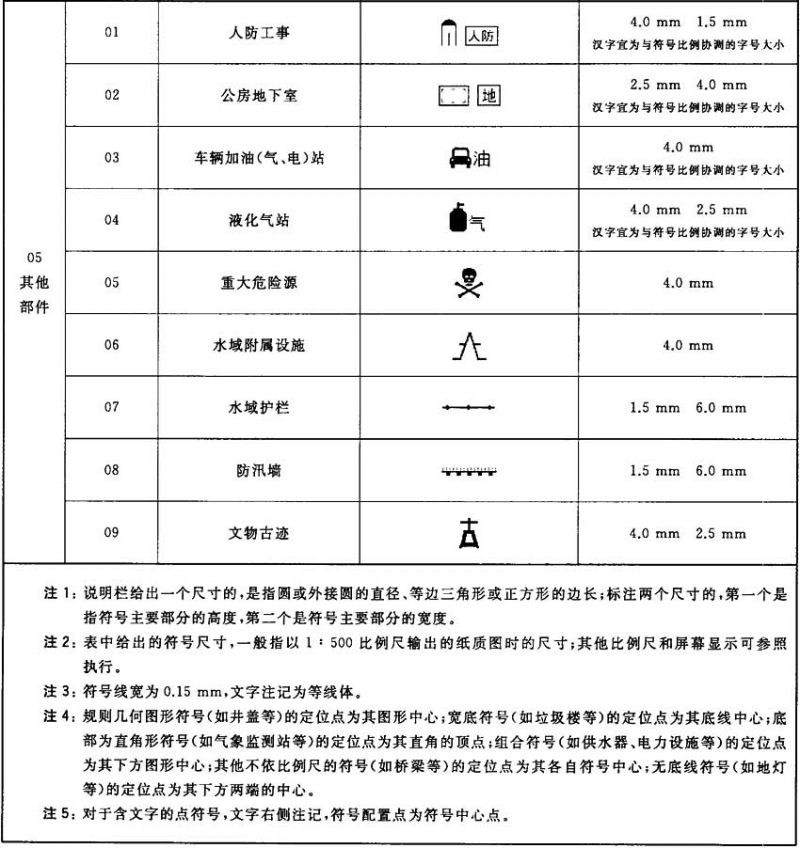 01 人防工事 人防 4.0 mm 1.5 mm
汉字宜为与符号比例协调的字号大小
02 公房地下室 地 2.5 mm 4.0 mm
汉字宜为与符号比例协调的字号大小
03 车辆加油(气、电)站 油 4.0 mm
汉字宜为与符号比例协调的字号大小
04 液化气站 气 4.0 mm 2.5 mm
汉字宜为与符号比例协调的字号大小
05
其他
部件
05 重大危险源 4.0 mm
06 水域附属设施 4.0 mm
07 水域护栏 1.5 mm 6.0 mm
08 防汛墙 1.5 mm 6.0 mm
09 文物古迹 4.0 mm 2.5 mm
注 1：说明栏给出一个尺寸的,是指圆或外接圆的直径、等边三角形或正方形的边长;标注两个尺寸的,第一个是
指符号主要部分的高度,第二个是符号主要部分的宽度。
注 2：表中给出的符号尺寸,一般指以 1：500 比例尺输出的纸质图时的尺寸;其他比例尺和屏幕显示可参照
执行。
注 3：符号线宽为 0.15 mm,文字注记为等线体。
注 4：规则几何图形符号(如井盖等)的定位点为其图形中心;宽底符号(如垃圾楼等)的定位点为其底线中心;底
部为直角形符号(如气象监测站等)的定位点为其直角的顶点;组合符号(如供水器、电力设施等)的定位点
为其下方图形中心;其他不依比例尺的符号(如桥梁等)的定位点为其各自符号中心;无底线符号(如地灯
等)的定位点为其下方两端的中心。
注 5：对于含文字的点符号,文字右侧注记,符号配置点为符号中心点。